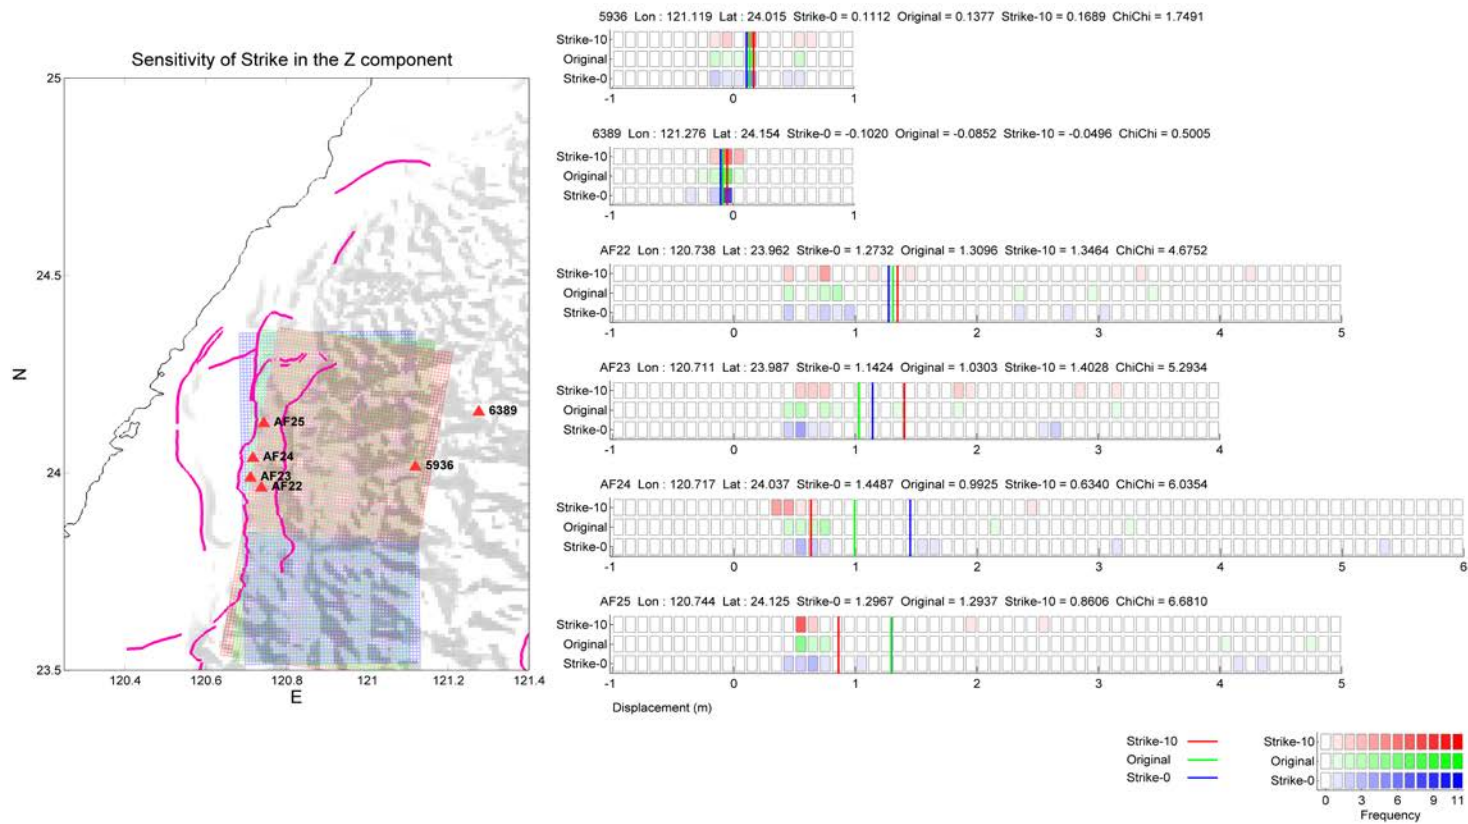 Sensitivity of Strike in the Z component
25
24.5
24
23.5
N
120.4
120.6
120.8
121
121.2
121.4
E
AF25
AF24
AF23
AF22
6389
5936
5936 Lon : 121.119 Lat : 24.015 Strike-0 = 0.1112 Original = 0.1377 Strike-10 = 0.1689 ChiChi = 1.7491
Strike-10
Original
Strike-0
-1 0 1
6389 Lon : 121.276 Lat : 24.154 Strike-0 = -0.1020 Original = -0.0852 Strike-10 = -0.0496 ChiChi = 0.5005
Strike-10
Original
Strike-0
-1 0 1
AF22 Lon : 120.738 Lat : 23.962 Strike-0 = 1.2732 Original = 1.3096 Strike-10 = 1.3464 ChiChi = 4.6752
Strike-10
Original
Strike-0
-1 0 1 2 3 4 5
AF23 Lon : 120.711 Lat : 23.987 Strike-0 = 1.1424 Original = 1.0303 Strike-10 = 1.4028 ChiChi = 5.2934
Strike-10
Original
Strike-0
-1 0 1 2 3 4
AF24 Lon : 120.717 Lat : 24.037 Strike-0 = 1.4487 Original = 0.9925 Strike-10 = 0.6340 ChiChi = 6.0354
Strike-10
Original
Strike-0
-1 0 1 2 3 4 5 6
AF25 Lon : 120.744 Lat : 24.125 Strike-0 = 1.2967 Original = 1.2937 Strike-10 = 0.8606 ChiChi = 6.6810
Strike-10
Original
Strike-0
-1 0 1 2 3 4 5
Displacement (m)
Strike-10
Original
Strike-0
Strike-10
Original
Strike-0
0 3 6 9 11
Frequency